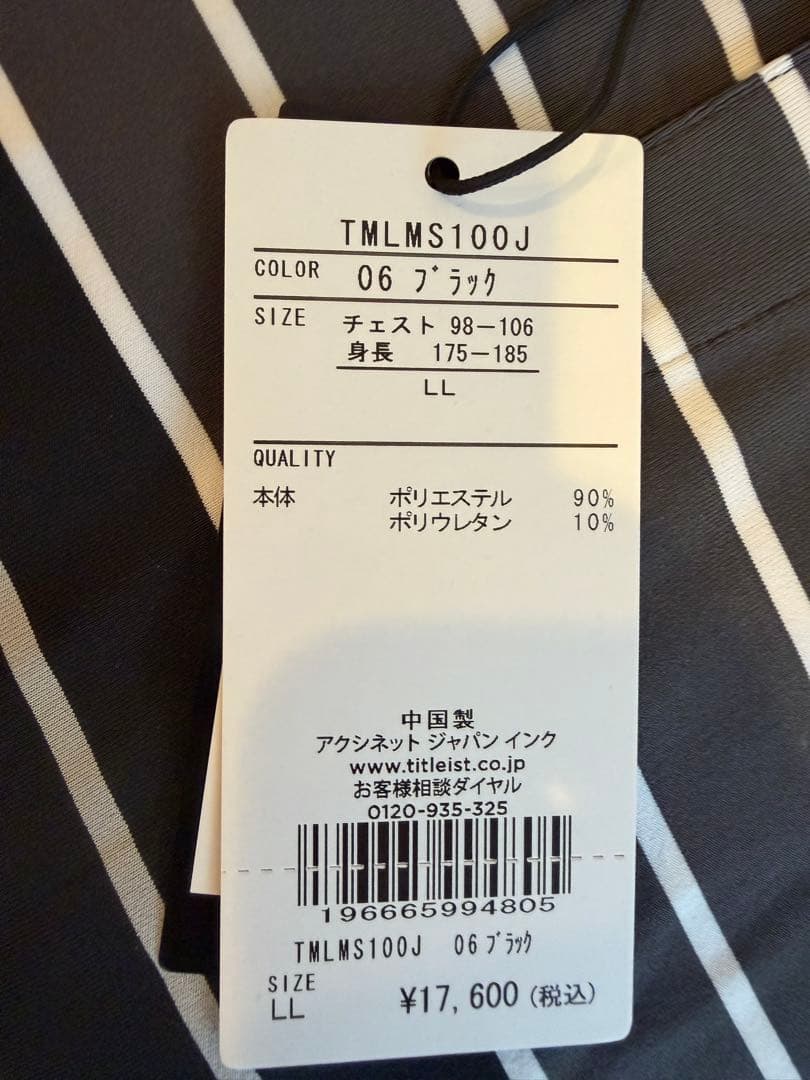 TMLMS100J
COLOR 06 ブラック
SIZE チェスト 98-106
身長 175-185
LL
QUALITY
本体 ポリエステル 90%
ポリウレタン 10%
中国製
アクシネット ジャパン インク
www.titleist.co.jp
お客様相談ダイヤル
0120-935-325
196665994805
TMLMS100J 06 ブラック
SIZE
LL ¥17,600 (税込)